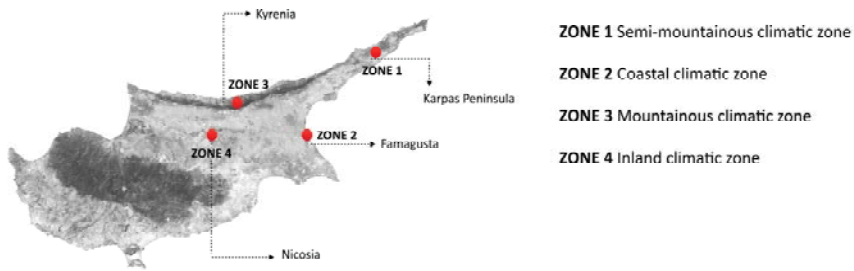 Kyrenia
ZONE 3
ZONE 1
Karpas Peninsula
ZONE 2
Famagusta
ZONE 4
Nicosia
ZONE 1 Semi-mountainous climatic zone
ZONE 2 Coastal climatic zone
ZONE 3 Mountainous climatic zone
ZONE 4 Inland climatic zone